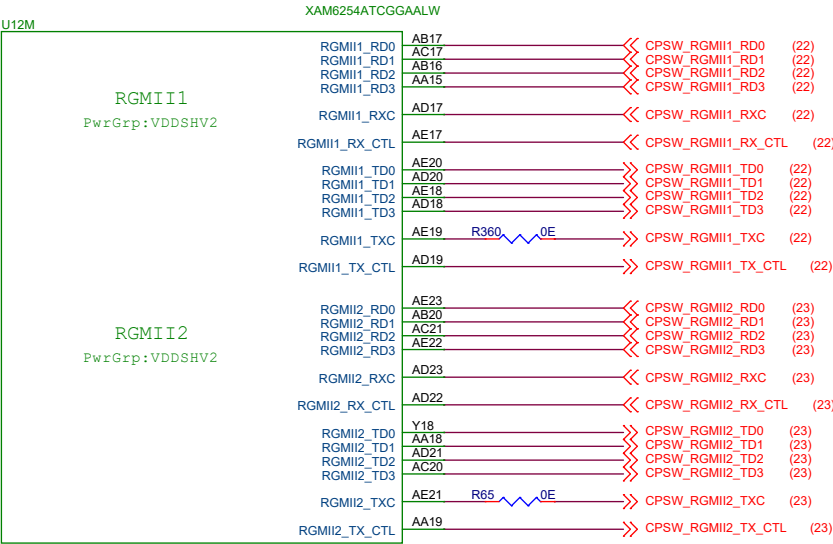 XAM6254ATCGGAALW
U12M
RGMII1
PwrGrp:VDDSHV2
RGMII1_RD0 AB17 CPSW_RGMII1_RD0 (22)
RGMII1_RD1 AC17 CPSW_RGMII1_RD1 (22)
RGMII1_RD2 AB16 CPSW_RGMII1_RD2 (22)
RGMII1_RD3 AA15 CPSW_RGMII1_RD3 (22)
RGMII1_RXC AD17 CPSW_RGMII1_RXC (22)
RGMII1_RX_CTL AE17 CPSW_RGMII1_RX_CTL (22)
RGMII1_TD0 AE20 CPSW_RGMII1_TD0 (22)
RGMII1_TD1 AD20 CPSW_RGMII1_TD1 (22)
RGMII1_TD2 AE18 CPSW_RGMII1_TD2 (22)
RGMII1_TD3 AD18 CPSW_RGMII1_TD3 (22)
RGMII1_TXC AE19 R360 0E CPSW_RGMII1_TXC (22)
RGMII1_TX_CTL AD19 CPSW_RGMII1_TX_CTL (22)
RGMII2
PwrGrp:VDDSHV2
RGMII2_RD0 AE23 CPSW_RGMII2_RD0 (23)
RGMII2_RD1 AB20 CPSW_RGMII2_RD1 (23)
RGMII2_RD2 AC21 CPSW_RGMII2_RD2 (23)
RGMII2_RD3 AE22 CPSW_RGMII2_RD3 (23)
RGMII2_RXC AD23 CPSW_RGMII2_RXC (23)
RGMII2_RX_CTL AD22 CPSW_RGMII2_RX_CTL (23)
RGMII2_TD0 Y18 CPSW_RGMII2_TD0 (23)
RGMII2_TD1 AA18 CPSW_RGMII2_TD1 (23)
RGMII2_TD2 AD21 CPSW_RGMII2_TD2 (23)
RGMII2_TD3 AC20 CPSW_RGMII2_TD3 (23)
RGMII2_TXC AE21 R65 0E CPSW_RGMII2_TXC (23)
RGMII2_TX_CTL AA19 CPSW_RGMII2_TX_CTL (23)